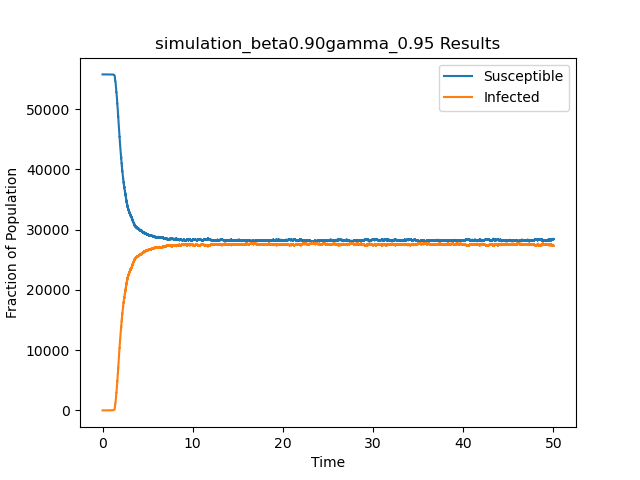 simulation_beta0.90gamma_0.95 Results
Susceptible
Infected
Fraction of Population
50000
40000
30000
20000
10000
0
0 10 20 30 40 50
Time